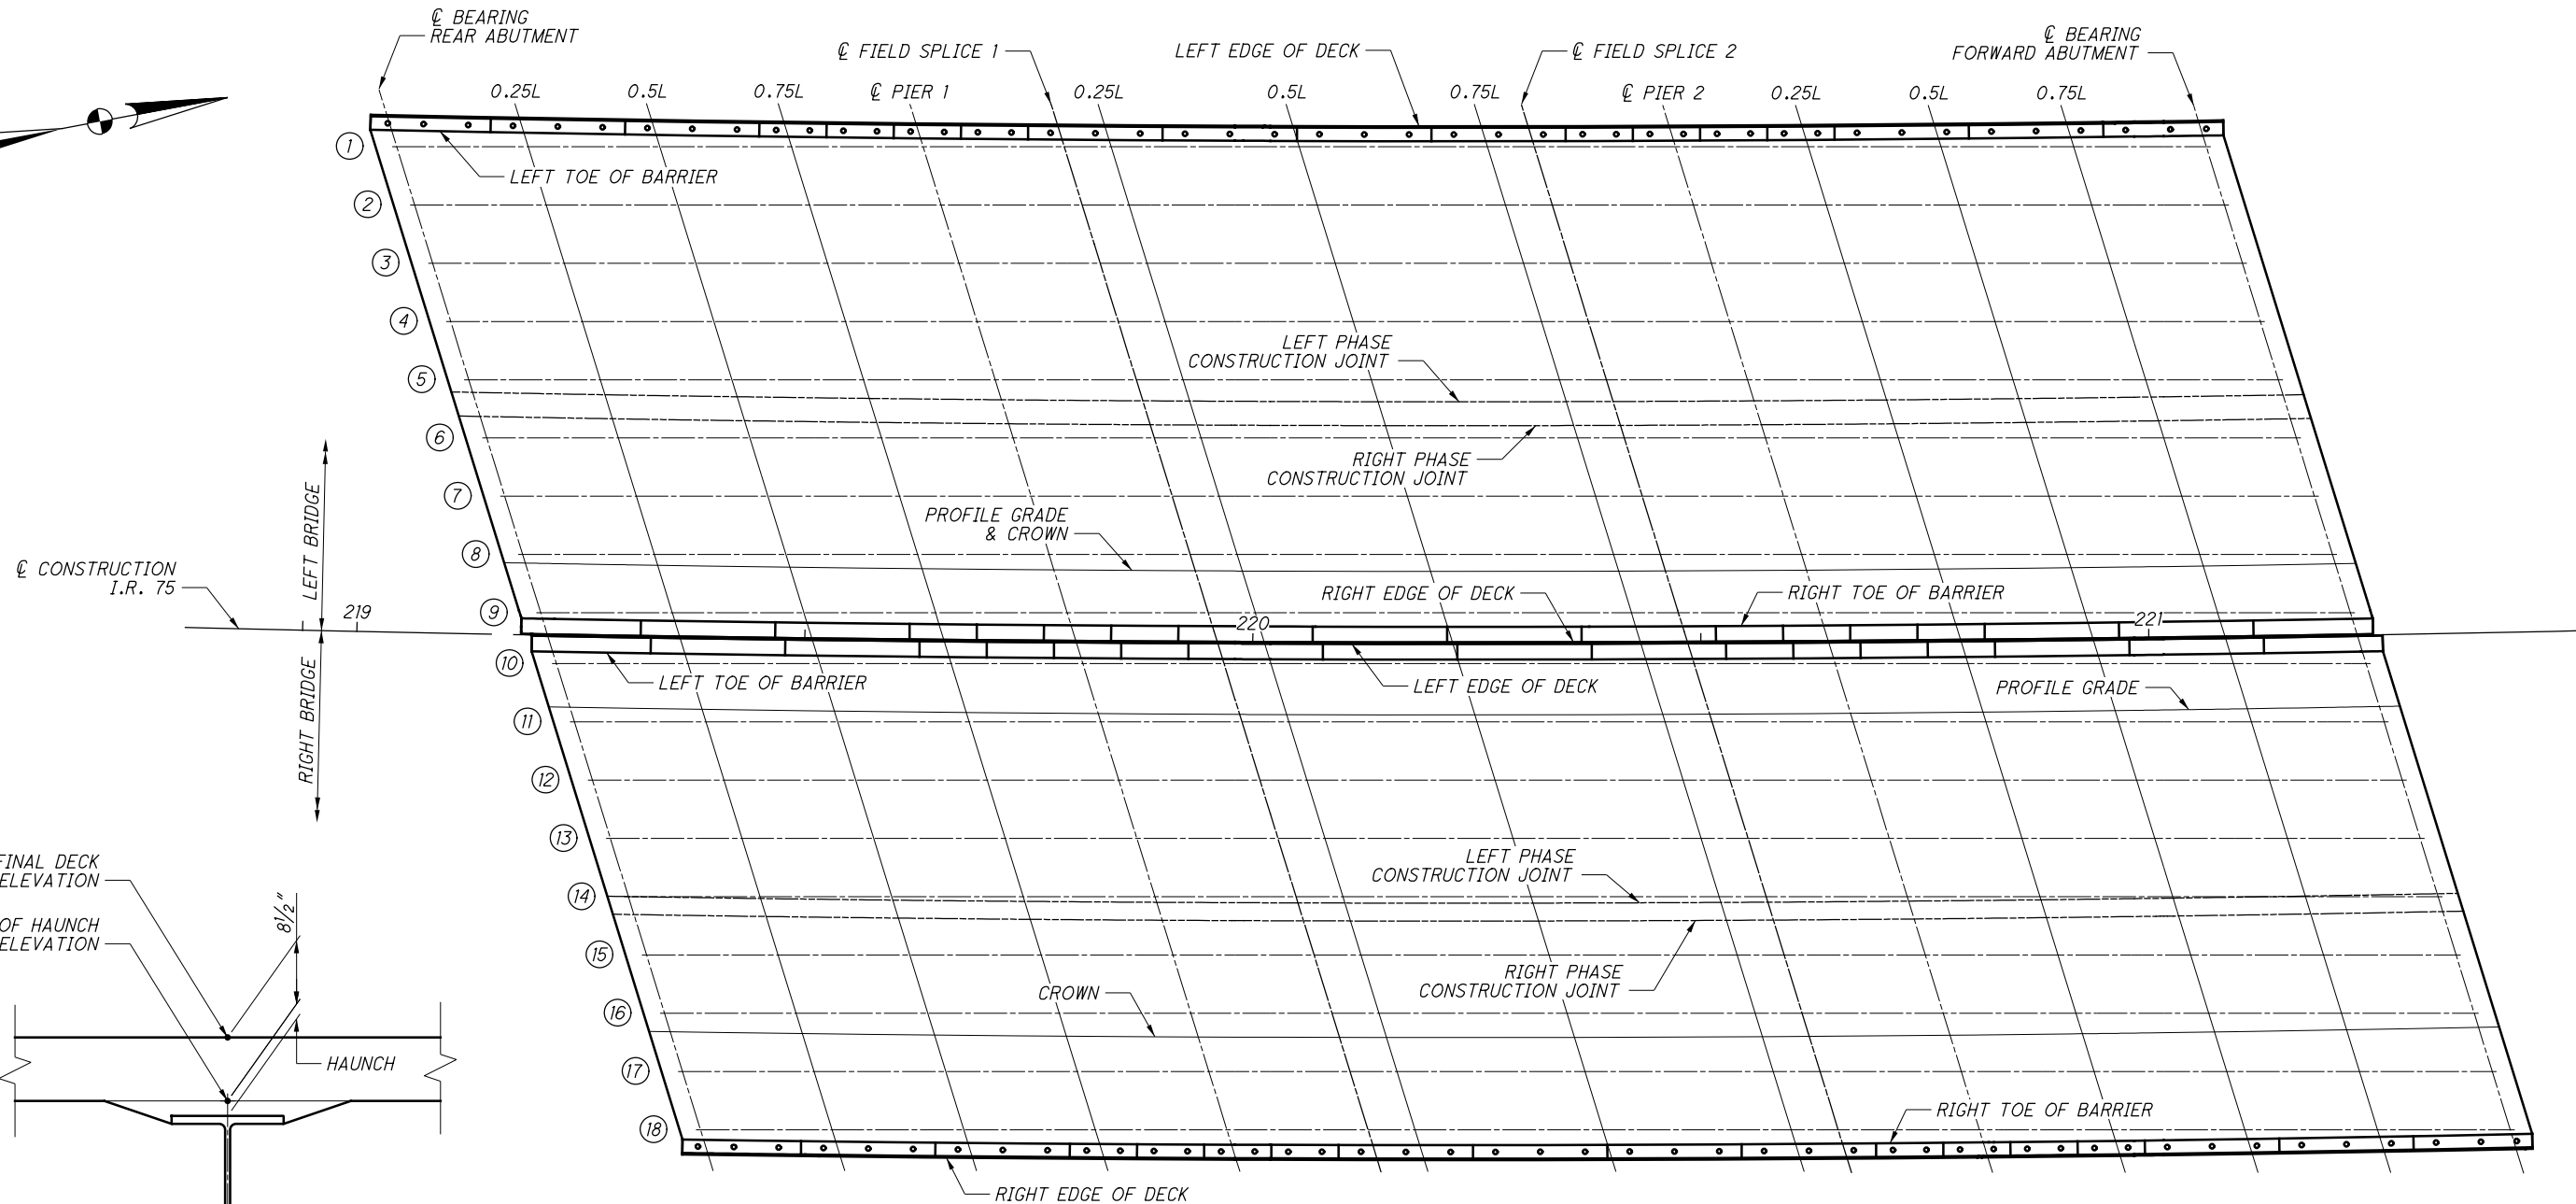 ℄ BEARING
REAR ABUTMENT
℄ FIELD SPLICE 1
LEFT EDGE OF DECK
℄ FIELD SPLICE 2
℄ BEARING
FORWARD ABUTMENT
0.25L
0.5L
0.75L
℄ PIER 1
0.25L
0.5L
0.75L
℄ PIER 2
0.25L
0.5L
0.75L
1
LEFT TOE OF BARRIER
2
3
4
LEFT PHASE
CONSTRUCTION JOINT
5
6
RIGHT PHASE
CONSTRUCTION JOINT
7
PROFILE GRADE
& CROWN
8
℄ CONSTRUCTION
I.R. 75
LEFT BRIDGE
RIGHT BRIDGE
219
9
RIGHT EDGE OF DECK
RIGHT TOE OF BARRIER
220
221
10
LEFT TOE OF BARRIER
LEFT EDGE OF DECK
PROFILE GRADE
11
12
13
LEFT PHASE
CONSTRUCTION JOINT
14
15
RIGHT PHASE
CONSTRUCTION JOINT
CROWN
16
17
18
RIGHT TOE OF BARRIER
RIGHT EDGE OF DECK
FINAL DECK
ELEVATION
OF HAUNCH
ELEVATION
8½"
HAUNCH